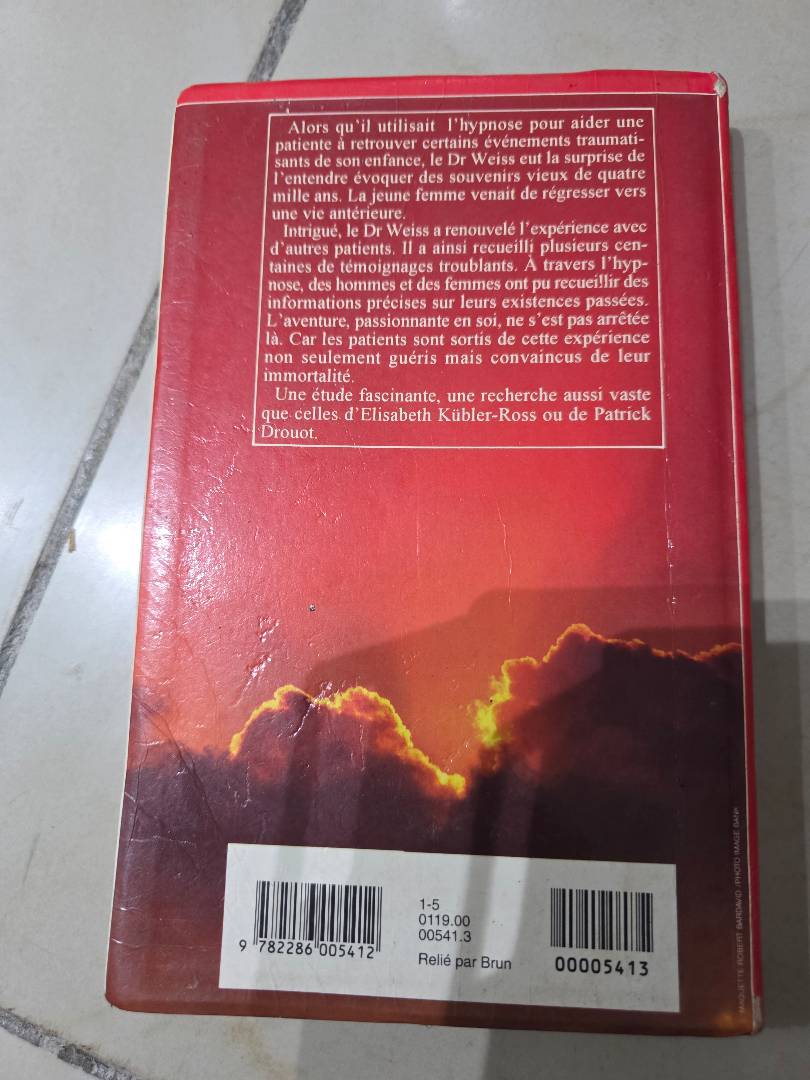 Alors qu'il utilisait l'hypnose pour aider une
patiente à retrouver certains événements traumati-
sants de son enfance, le Dr Weiss eut la surprise de
l'entendre évoquer des souvenirs vieux de quatre
mille ans. La jeune femme venait de régresser vers
une vie antérieure.
Intrigué, le Dr Weiss a renouvelé l'expérience avec
d'autres patients. Il a ainsi recueilli plusieurs cen-
taines de témoignages troublants. À travers l'hyp-
nose, des hommes et des femmes ont pu recueillir des
informations précises sur leurs existences passées.
L'aventure, passionnante en soi, ne s'est pas arrêtée
là. Car les patients sont sortis de cette expérience
non seulement guéris mais convaincus de leur
immortalité.
Une étude fascinante, une recherche aussi vaste
que celles d'Elisabeth Kübler-Ross ou de Patrick
Drouot.
MAQUETTE ROBERT BARDAVID / PHOTO IMAGE BANK
9 782286 005412
1-5
0119.00
00541.3
Relié par Brun
00005413